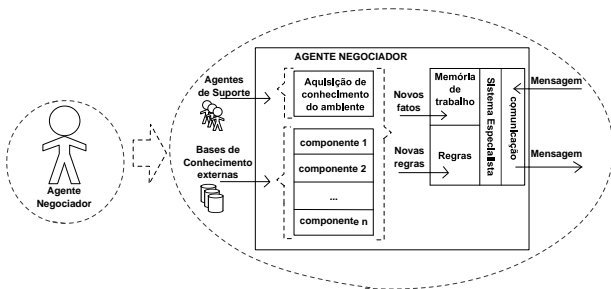 AGENTE NEGOCIADOR
Agentes
de Suporte
Aquisição de
conhecimento
do ambiente
Novos
fatos
Memória
de
trabalho
Sistema Especialista
comunicação
Mensagem
Bases de
Conhecimento
externas
componente 1
componente 2
...
componente n
Novas
regras
Regras
Mensagem
Agente
Negociador